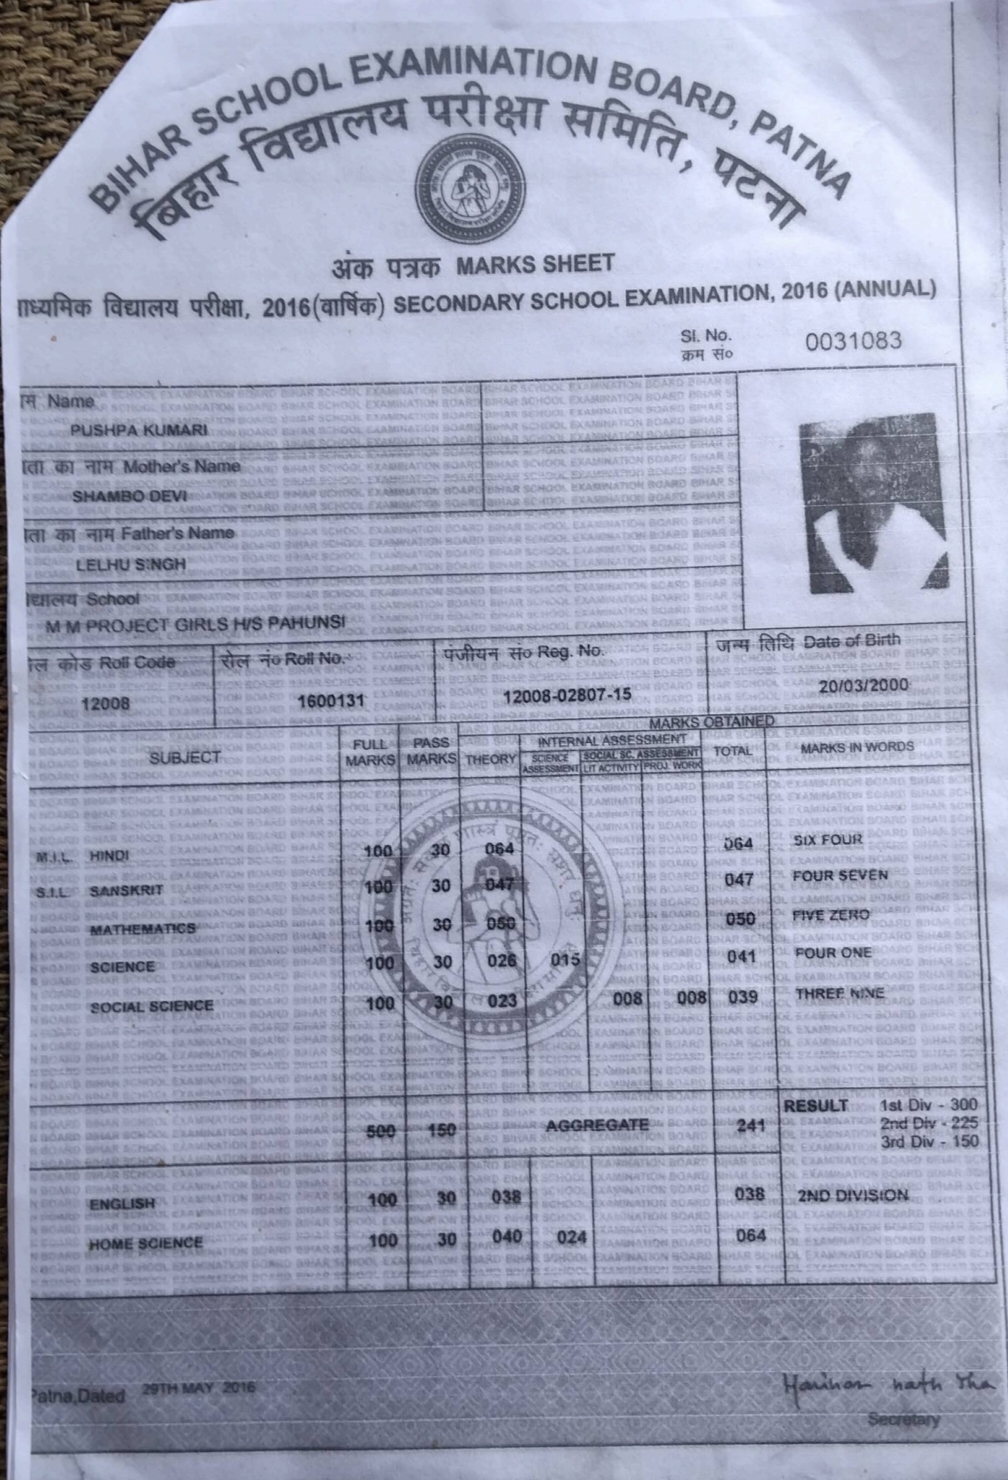 BIHAR SCHOOL EXAMINATION BOARD, PATNA
बिहार विद्यालय परीक्षा समिति, पटना
अंक पत्रक MARKS SHEET
ाध्यमिक विद्यालय परीक्षा, 2016(वार्षिक) SECONDARY SCHOOL EXAMINATION, 2016 (ANNUAL)
Sl. No. 0031083
क्रम सं०
ाम Name
PUSHPA KUMARI
ाता का नाम Mother's Name
SHAMBO DEVI
िता का नाम Father's Name
LELHU SINGH
द्यालय School
M M PROJECT GIRLS H/S PAHUNSI
ोल कोड Roll Code रोल नं० Roll No. पंजीयन सं० Reg. No. जन्म तिथि Date of Birth
12008 1600131 12008-02807-15 20/03/2000
MARKS OBTAINED
SUBJECT FULL MARKS PASS MARKS THEORY INTERNAL ASSESSMENT TOTAL MARKS IN WORDS
SCIENCE ASSESSMENT SOCIAL SC. ASSESSMENT
LIT ACTIVITY PROJ. WORK
M.I.L HINDI 100 30 064 064 SIX FOUR
S.I.L SANSKRIT 100 30 047 047 FOUR SEVEN
MATHEMATICS 100 30 050 050 FIVE ZERO
SCIENCE 100 30 026 015 041 FOUR ONE
SOCIAL SCIENCE 100 30 023 008 008 039 THREE NINE
500 150 AGGREGATE 241 RESULT 1st Div - 300
2nd Div - 225
3rd Div - 150
ENGLISH 100 30 038 038 2ND DIVISION
HOME SCIENCE 100 30 040 024 064
Patna,Dated 29TH MAY 2016
Harihar nath Jha
Secretary